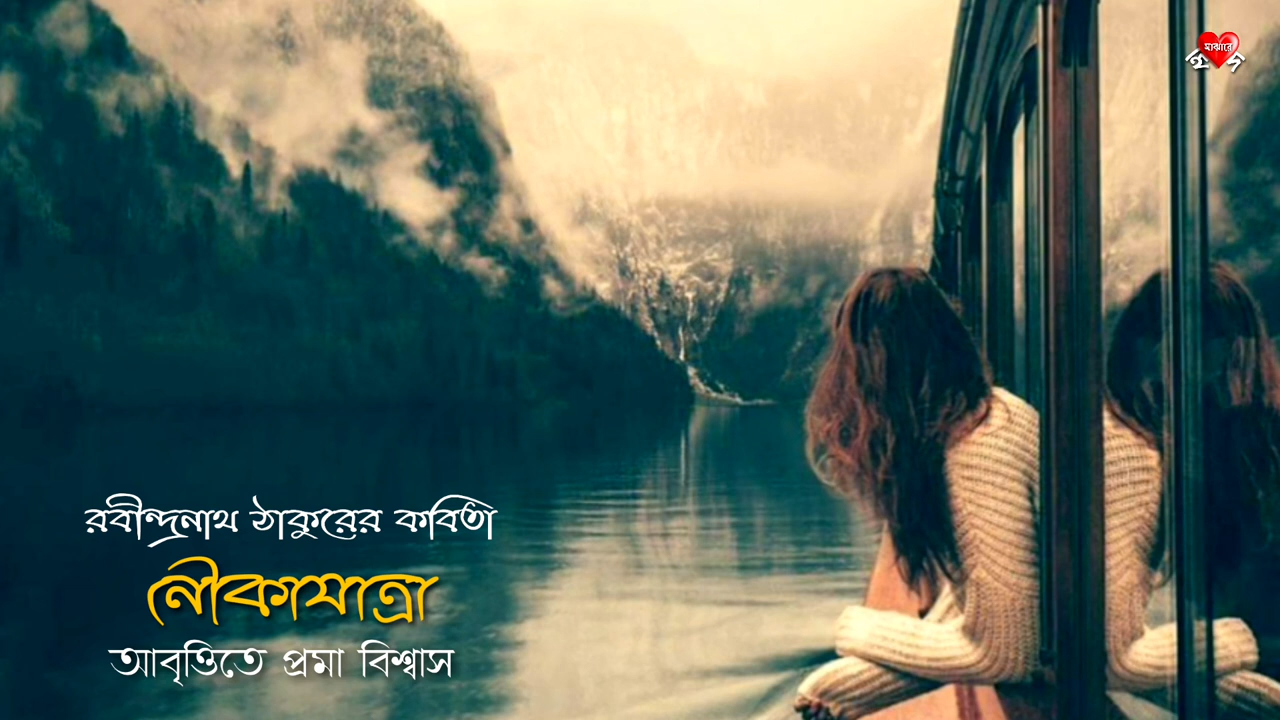 রবীন্দ্রনাথ ঠাকুরের কবিতা
নৌকাযাত্রা
আবৃত্তিতে প্রমা বিশ্বাস
মাঝারে